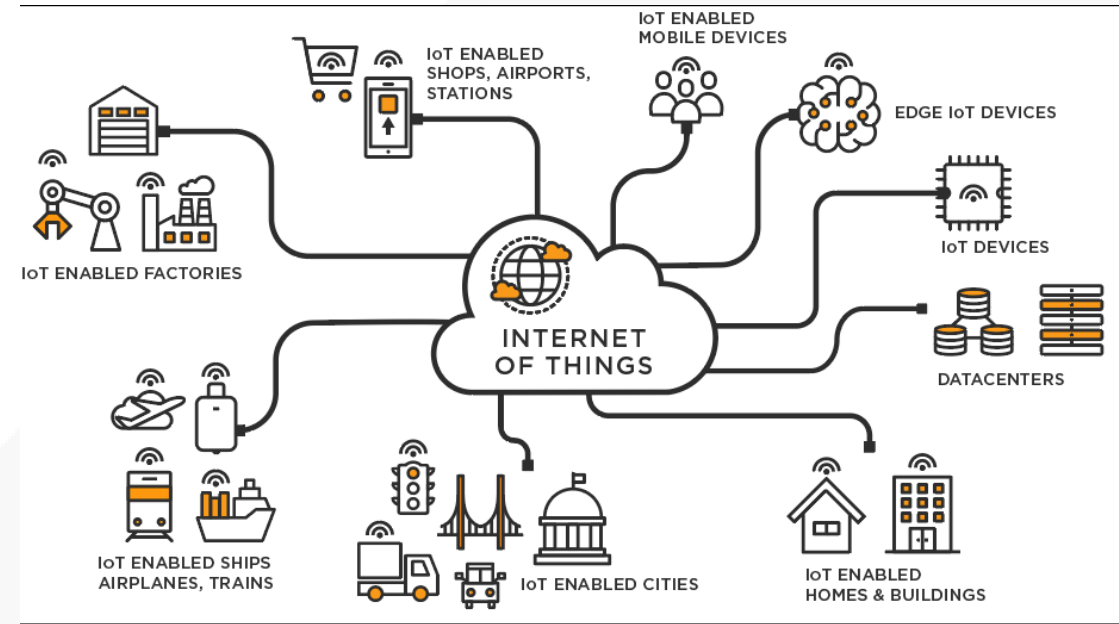 IoT ENABLED
MOBILE DEVICES
IoT ENABLED
SHOPS, AIRPORTS,
STATIONS
EDGE IoT DEVICES
IoT DEVICES
IoT ENABLED FACTORIES
INTERNET
OF THINGS
DATACENTERS
IoT ENABLED SHIPS
AIRPLANES, TRAINS
IoT ENABLED CITIES
IoT ENABLED
HOMES & BUILDINGS